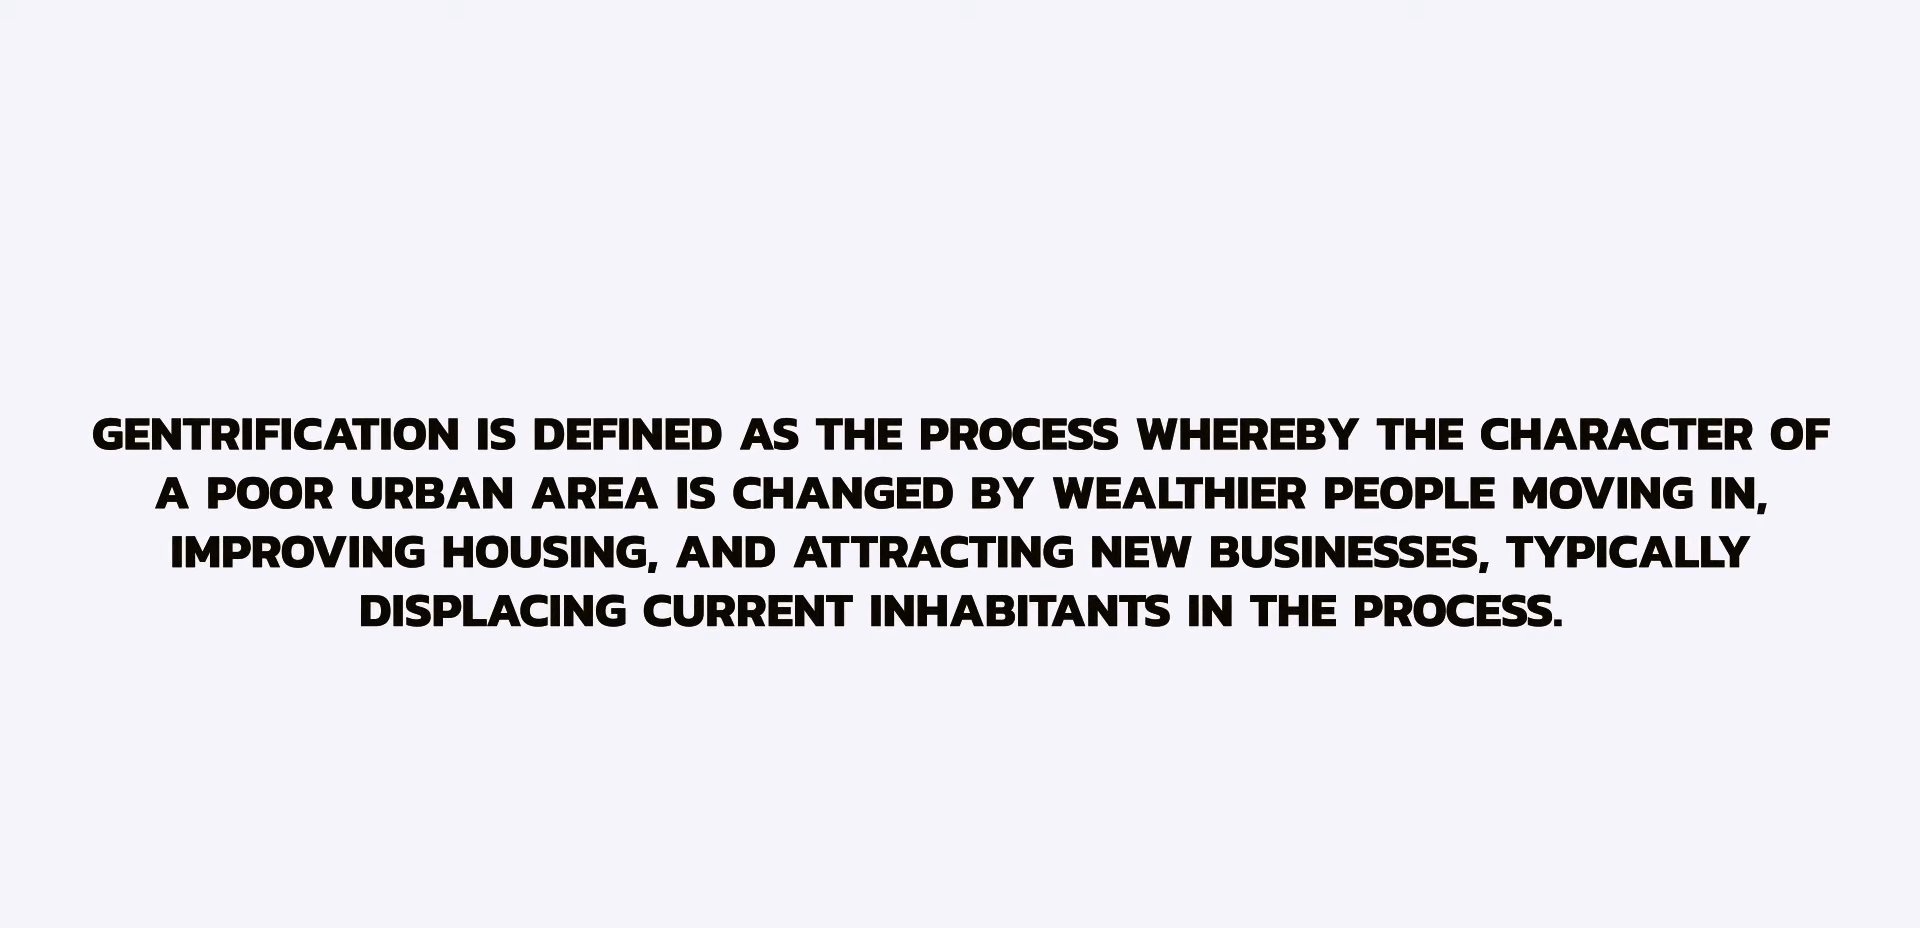 GENTRIFICATION IS DEFINED AS THE PROCESS WHEREBY THE CHARACTER OF
A POOR URBAN AREA IS CHANGED BY WEALTHIER PEOPLE MOVING IN,
IMPROVING HOUSING, AND ATTRACTING NEW BUSINESSES, TYPICALLY
DISPLACING CURRENT INHABITANTS IN THE PROCESS.